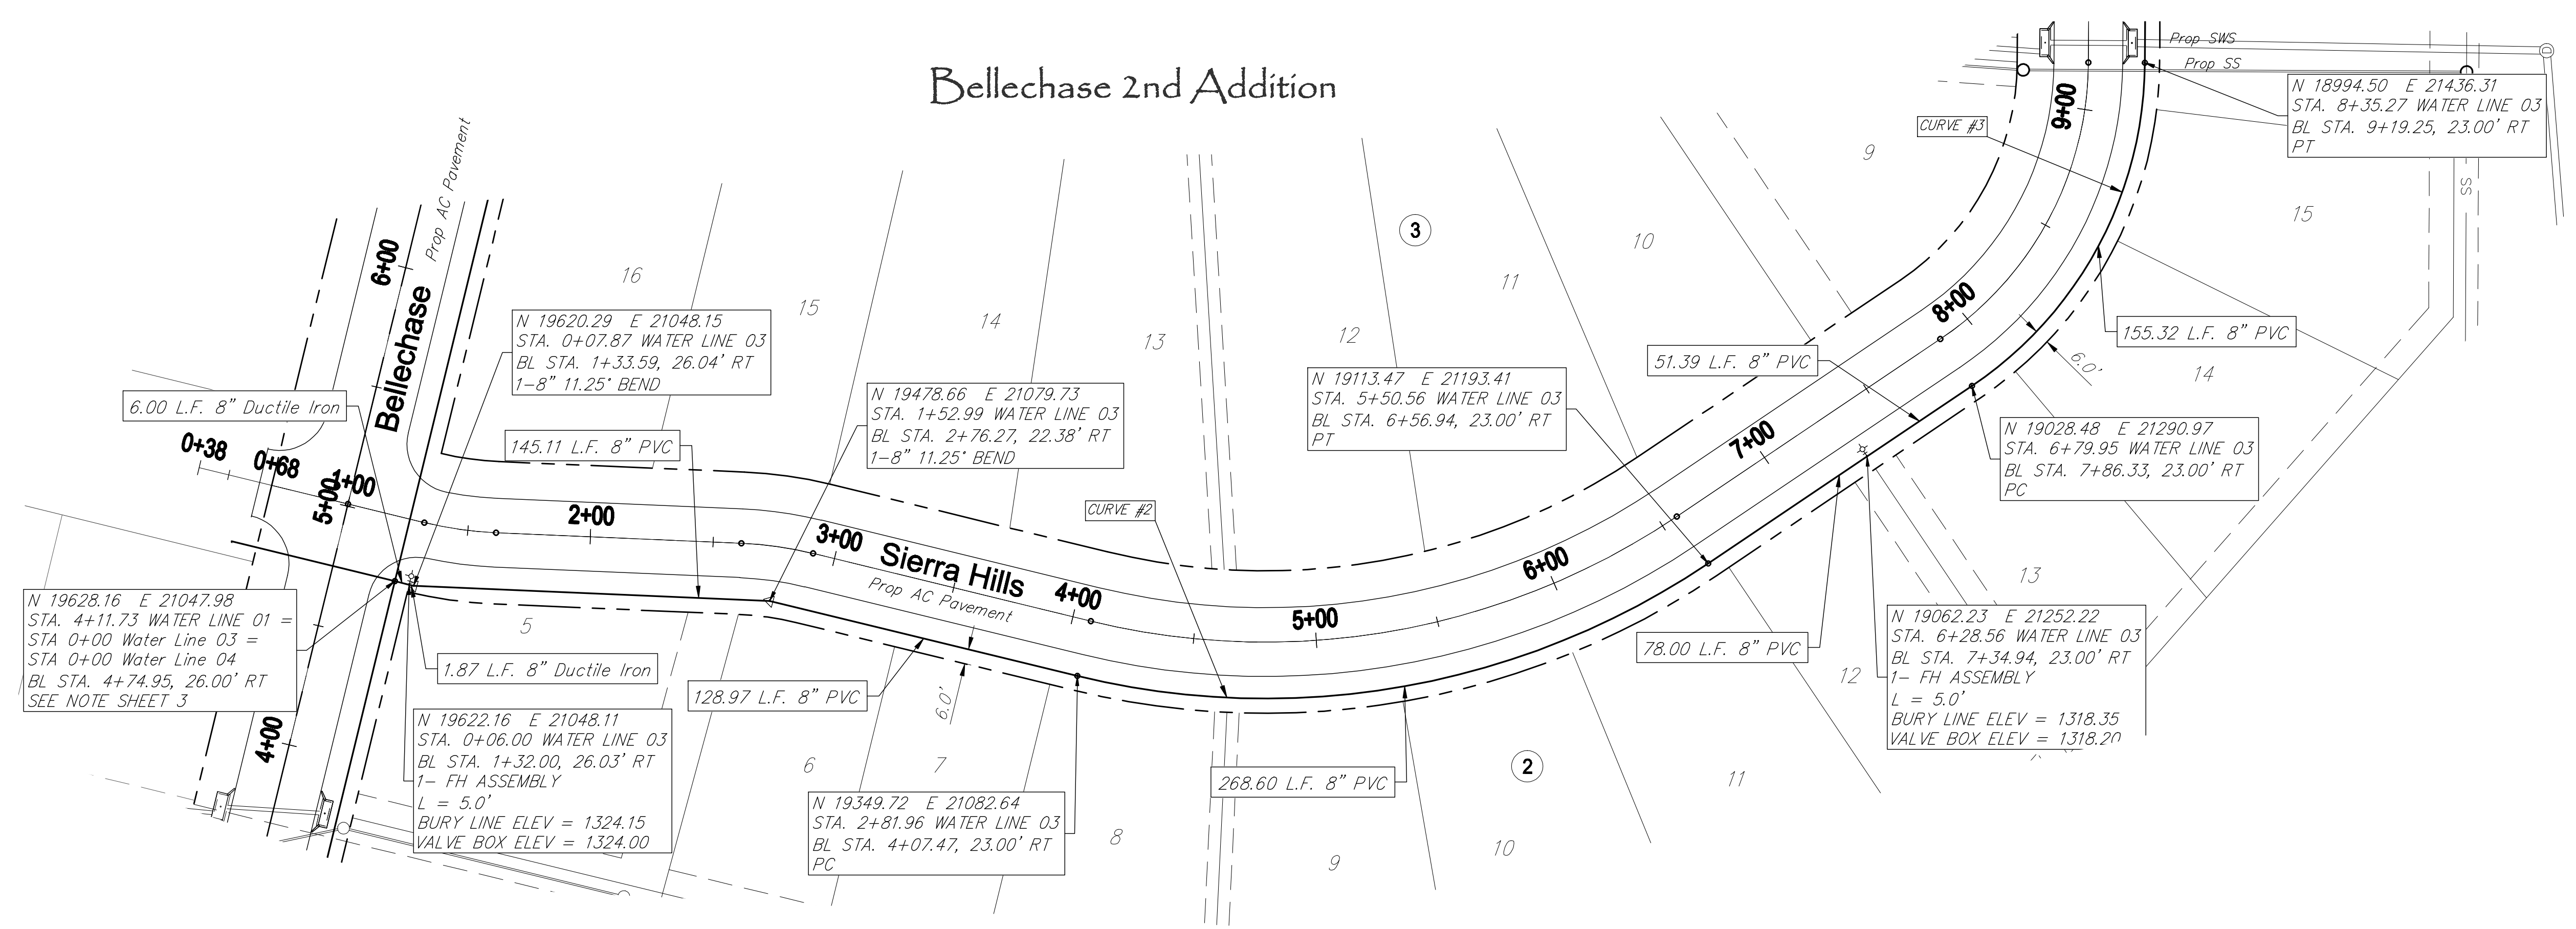 Bellechase 2nd Addition
Prop SWS
Prop SS
D
N 18994.50 E 21436.31
STA. 8+35.27 WATER LINE 03
BL STA. 9+19.25, 23.00' RT
PT
CURVE #3
9+00
9
15
SS
Prop AC Pavement
6+00
Bellechase
16
15
14
13
12
3
11
10
N 19620.29 E 21048.15
STA. 0+07.87 WATER LINE 03
BL STA. 1+33.59, 26.04' RT
1-8" 11.25° BEND
6.00 L.F. 8" Ductile Iron
N 19478.66 E 21079.73
STA. 1+52.99 WATER LINE 03
BL STA. 2+76.27, 22.38' RT
1-8" 11.25° BEND
145.11 L.F. 8" PVC
N 19113.47 E 21193.41
STA. 5+50.56 WATER LINE 03
BL STA. 6+56.94, 23.00' RT
PT
51.39 L.F. 8" PVC
8+00
155.32 L.F. 8" PVC
6.0'
14
N 19028.48 E 21290.97
STA. 6+79.95 WATER LINE 03
BL STA. 7+86.33, 23.00' RT
PC
0+38
0+68
1+00
5+00
2+00
3+00
Sierra Hills
Prop AC Pavement
4+00
CURVE #2
5+00
6+00
7+00
13
N 19628.16 E 21047.98
STA. 4+11.73 WATER LINE 01 =
STA 0+00 Water Line 03 =
STA 0+00 Water Line 04
BL STA. 4+74.95, 26.00' RT
SEE NOTE SHEET 3
5
1.87 L.F. 8" Ductile Iron
128.97 L.F. 8" PVC
6.0'
78.00 L.F. 8" PVC
12
N 19062.23 E 21252.22
STA. 6+28.56 WATER LINE 03
BL STA. 7+34.94, 23.00' RT
1- FH ASSEMBLY
L = 5.0'
BURY LINE ELEV = 1318.35
VALVE BOX ELEV = 1318.20
4+00
N 19622.16 E 21048.11
STA. 0+06.00 WATER LINE 03
BL STA. 1+32.00, 26.03' RT
1- FH ASSEMBLY
L = 5.0'
BURY LINE ELEV = 1324.15
VALVE BOX ELEV = 1324.00
6
7
N 19349.72 E 21082.64
STA. 2+81.96 WATER LINE 03
BL STA. 4+07.47, 23.00' RT
PC
8
268.60 L.F. 8" PVC
9
2
10
11